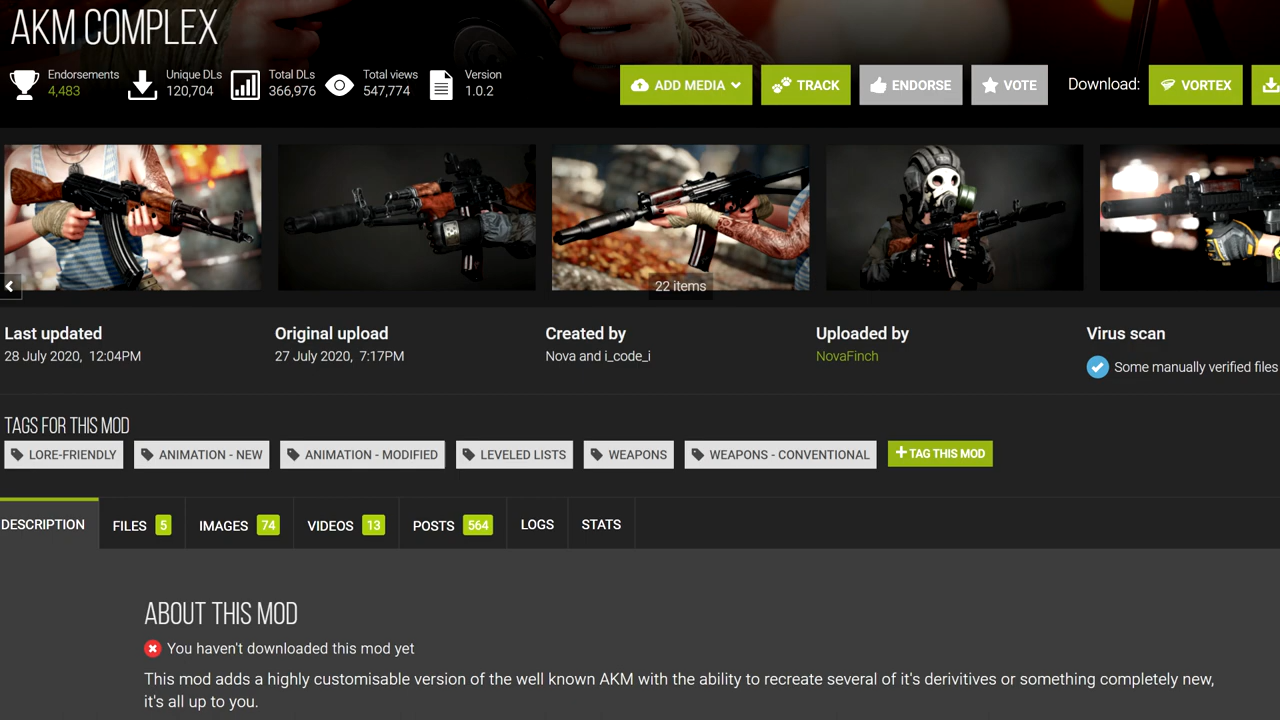 AKM COMPLEX
Endorsements
4,483
Unique DLs
120,704
Total DLs
366,976
Total views
547,774
Version
1.0.2
ADD MEDIA
TRACK
ENDORSE
VOTE
Download:
VORTEX
22 items
Last updated
28 July 2020, 12:04PM
Original upload
27 July 2020, 7:17PM
Created by
Nova and i_code_i
Uploaded by
NovaFinch
Virus scan
Some manually verified files
TAGS FOR THIS MOD
LORE-FRIENDLY
ANIMATION - NEW
ANIMATION - MODIFIED
LEVELED LISTS
WEAPONS
WEAPONS - CONVENTIONAL
+ TAG THIS MOD
DESCRIPTION
FILES 5
IMAGES 74
VIDEOS 13
POSTS 564
LOGS
STATS
ABOUT THIS MOD
You haven't downloaded this mod yet
This mod adds a highly customisable version of the well known AKM with the ability to recreate several of it's derivitives or something completely new,
it's all up to you.